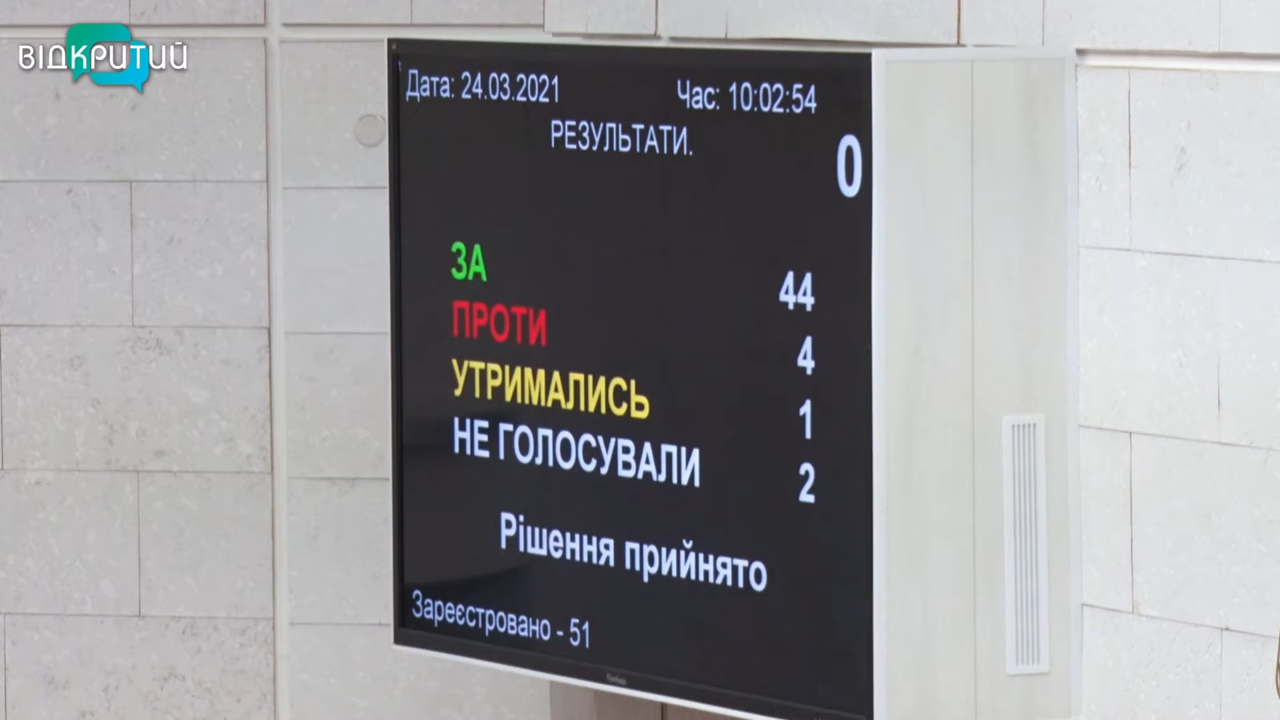 ВІДКРИТИЙ
Дата: 24.03.2021 Час: 10:02:54
РЕЗУЛЬТАТИ.
0
ЗА 44
ПРОТИ 4
УТРИМАЛИСЬ 1
НЕ ГОЛОСУВАЛИ 2
Рішення прийнято
Зареєстровано - 51